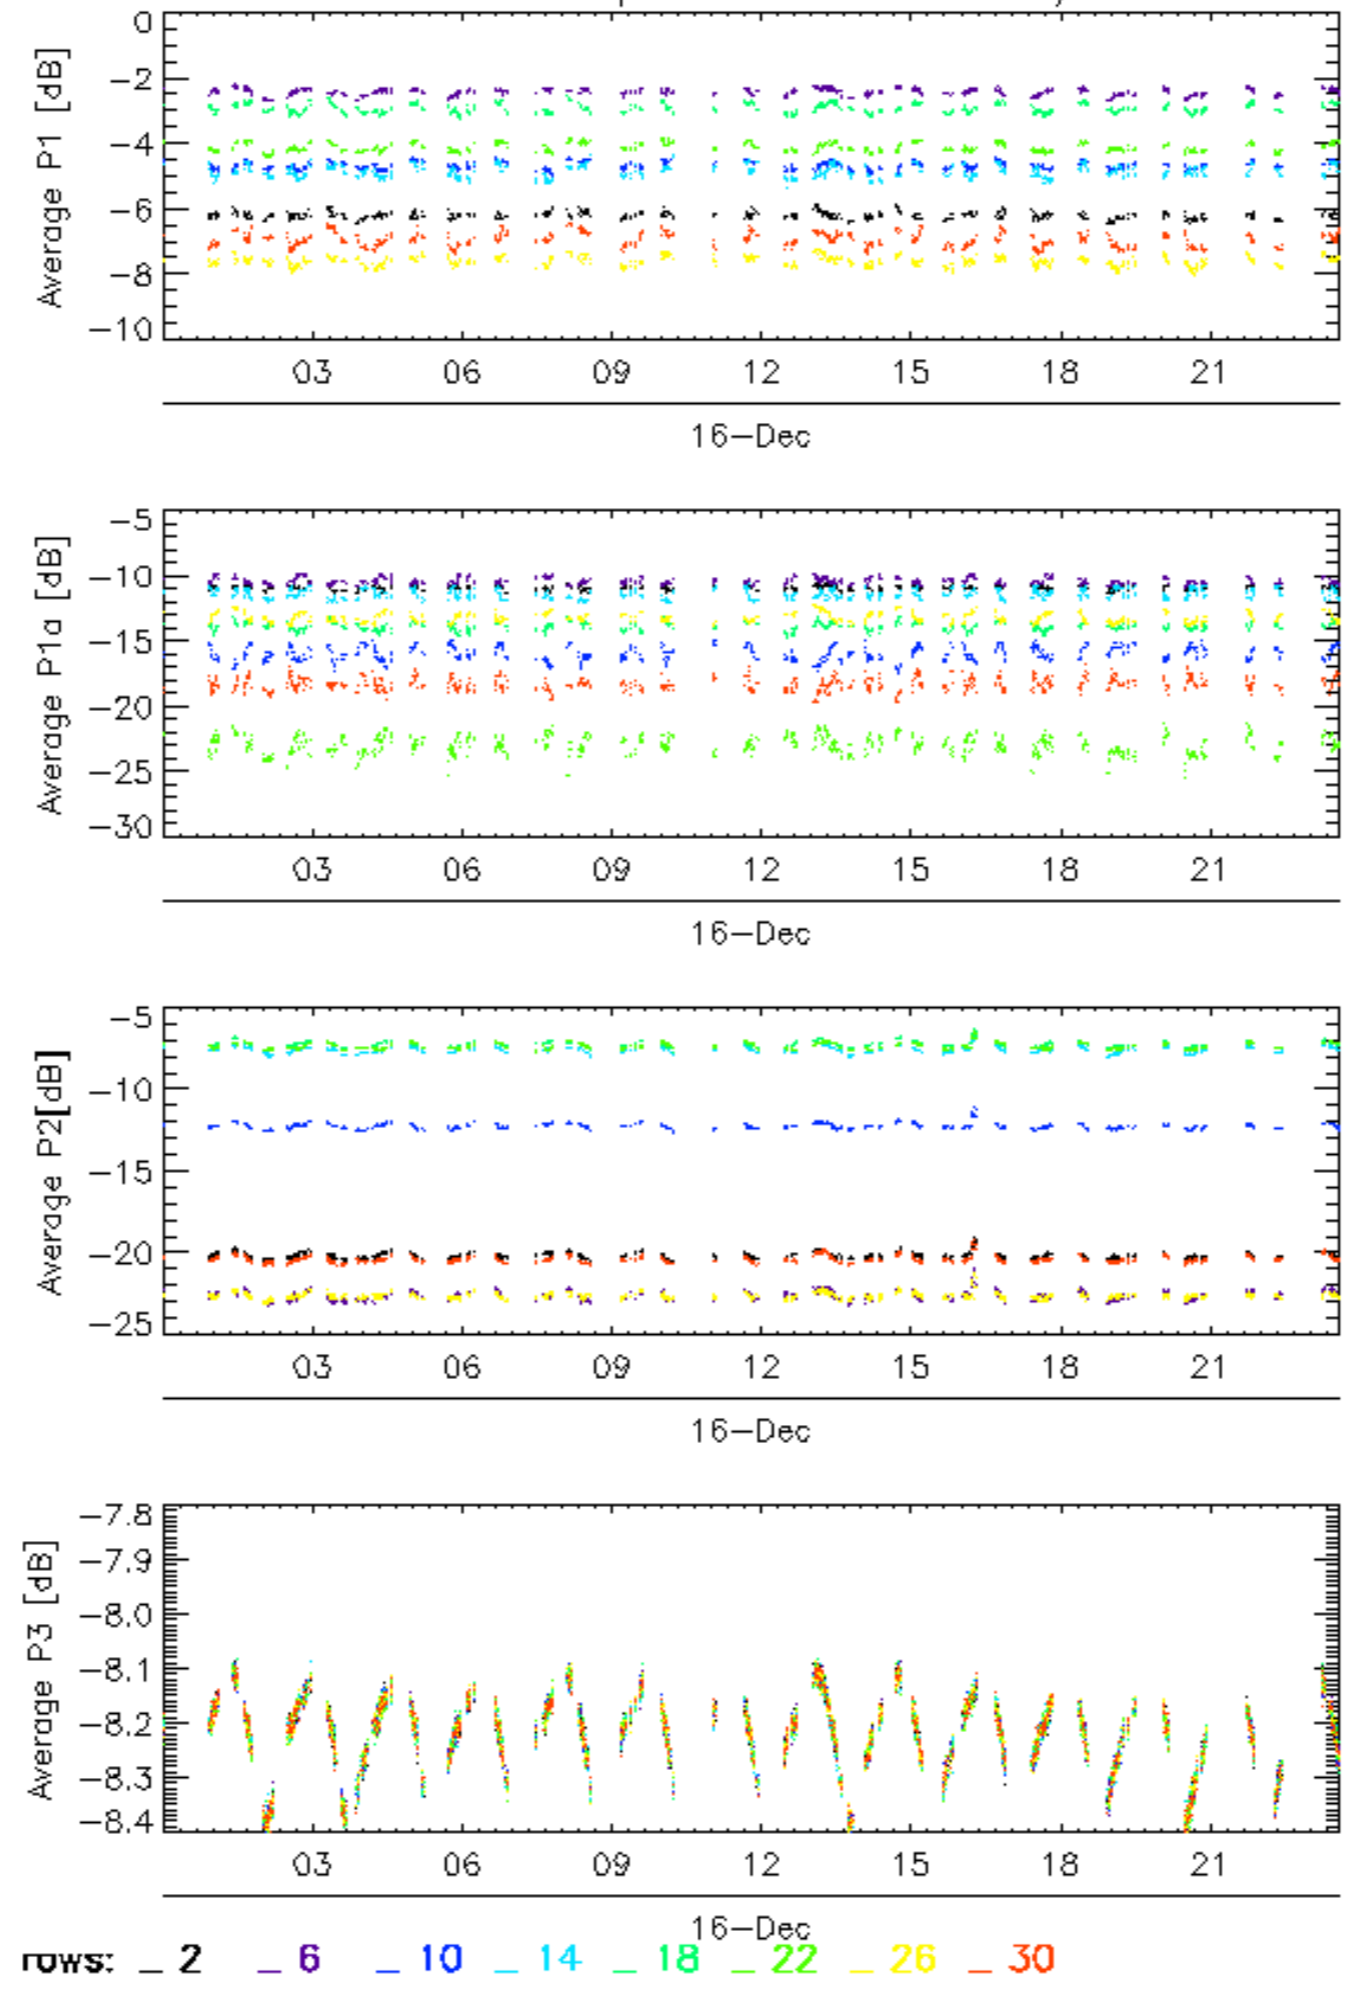 0
−2
−4
−6
−8
−10
Average P1 [dB]
03 06 09 12 15 18 21
16−Dec
−5
−10
−15
−20
−25
−30
Average P1a [dB]
03 06 09 12 15 18 21
16−Dec
−5
−10
−15
−20
−25
Average P2[dB]
03 06 09 12 15 18 21
16−Dec
−7.8
−7.9
−8.0
−8.1
−8.2
−8.3
−8.4
Average P3 [dB]
03 06 09 12 15 18 21
16−Dec
rows: _ 2 _ 6 _ 10 _ 14 _ 18 _ 22 _ 26 _ 30